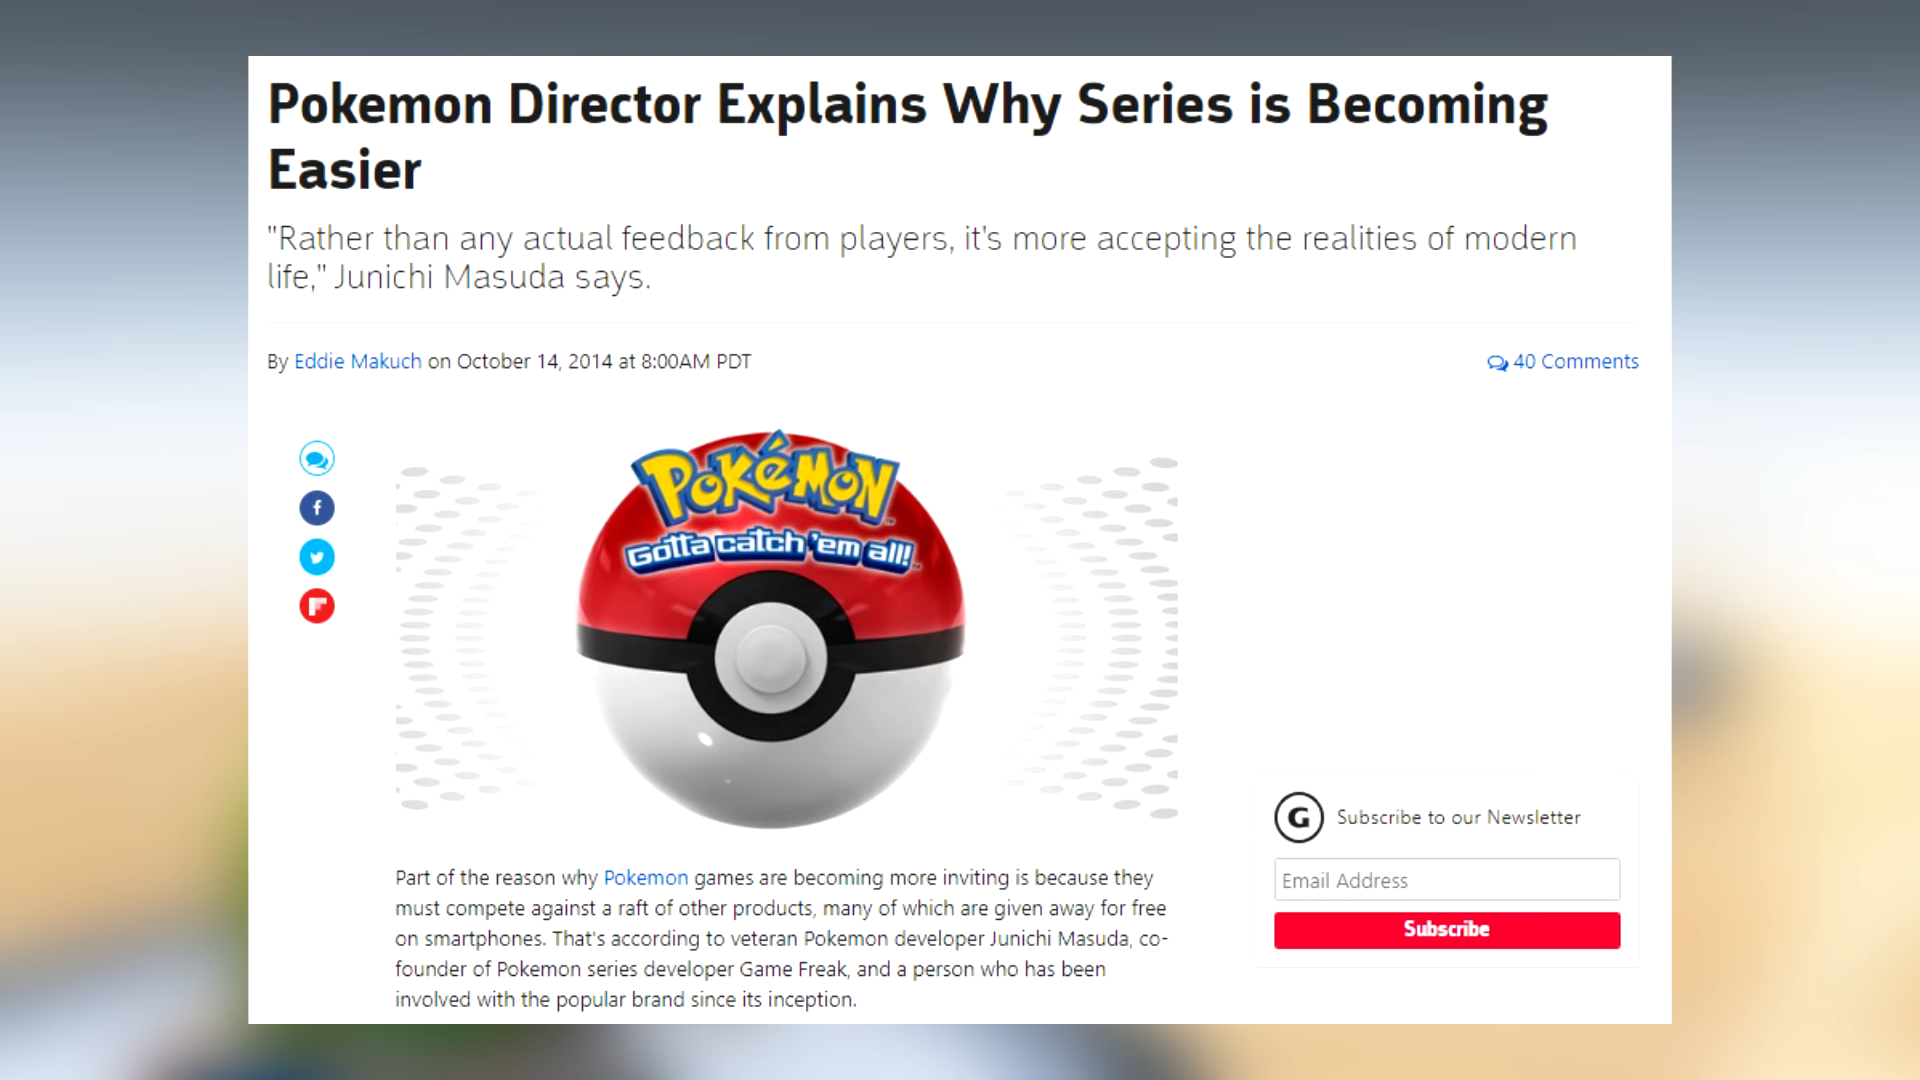 Pokemon Director Explains Why Series is Becoming
Easier
"Rather than any actual feedback from players, it's more accepting the realities of modern
life," Junichi Masuda says.
By Eddie Makuch on October 14, 2014 at 8:00AM PDT
40 Comments
f
POKéMON
™
Gotta catch 'em all!
™
Part of the reason why Pokemon games are becoming more inviting is because they
must compete against a raft of other products, many of which are given away for free
on smartphones. That's according to veteran Pokemon developer Junichi Masuda, co-
founder of Pokemon series developer Game Freak, and a person who has been
involved with the popular brand since its inception.
G Subscribe to our Newsletter
Email Address
Subscribe